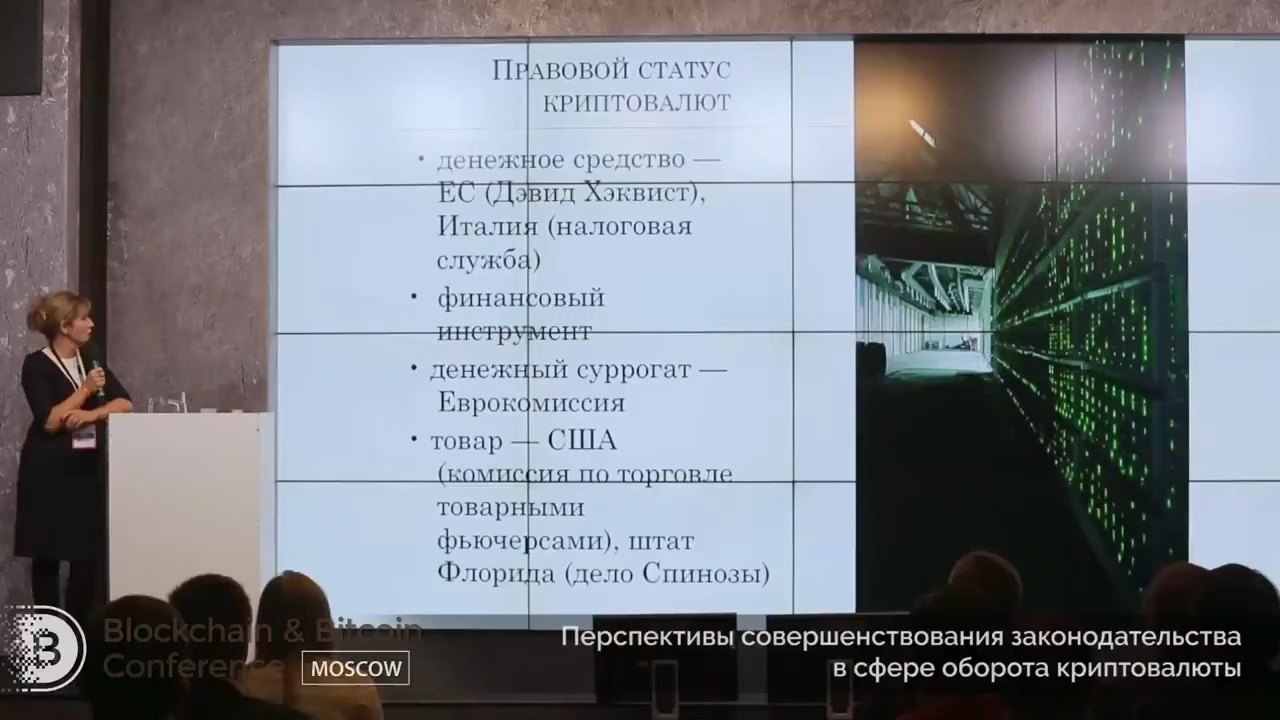 ПРАВОВОЙ СТАТУС
КРИПТОВАЛЮТ
• денежное средство —
ЕС (Дэвид Хэквист),
Италия (налоговая
служба)
• финансовый
инструмент
• денежный суррогат —
Еврокомиссия
• товар — США
(комиссия по торговле
товарными
фьючерсами), штат
Флорида (дело Спинозы)
Blockchain & Bitcoin
Conference MOSCOW
Перспективы совершенствования законодательства
в сфере оборота криптовалюты